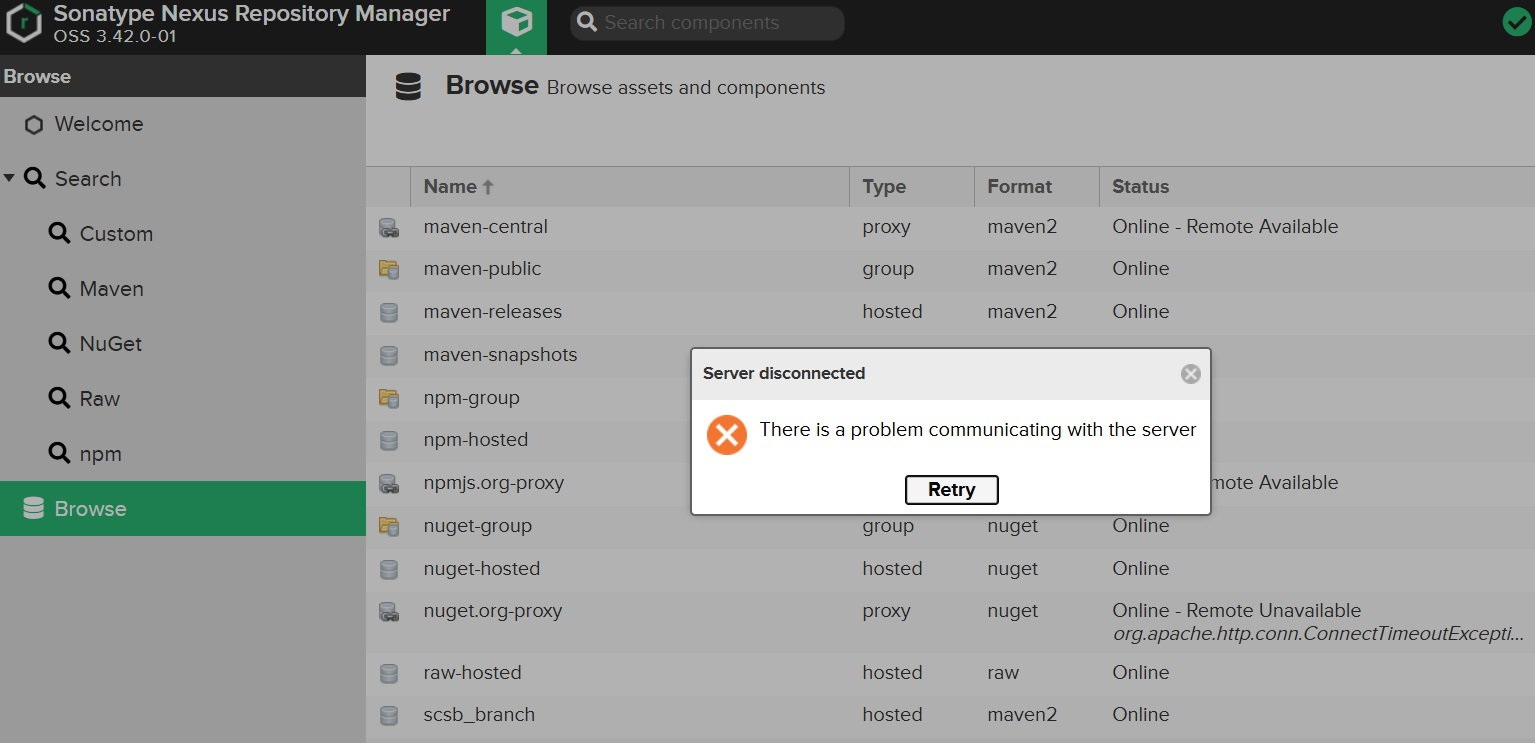 Sonatype Nexus Repository Manager
OSS 3.42.0-01
Search components
Browse
Welcome
Search
Custom
Maven
NuGet
Raw
npm
Browse
Browse Browse assets and components
Name Type Format Status
maven-central proxy maven2 Online - Remote Available
maven-public group maven2 Online
maven-releases hosted maven2 Online
maven-snapshots
npm-group
npm-hosted
npmjs.org-proxy mote Available
nuget-group group nuget Online
nuget-hosted hosted nuget Online
nuget.org-proxy proxy nuget Online - Remote Unavailable
org.apache.http.conn.ConnectTimeoutExcepti...
raw-hosted hosted raw Online
scsb_branch hosted maven2 Online
Server disconnected
There is a problem communicating with the server
Retry